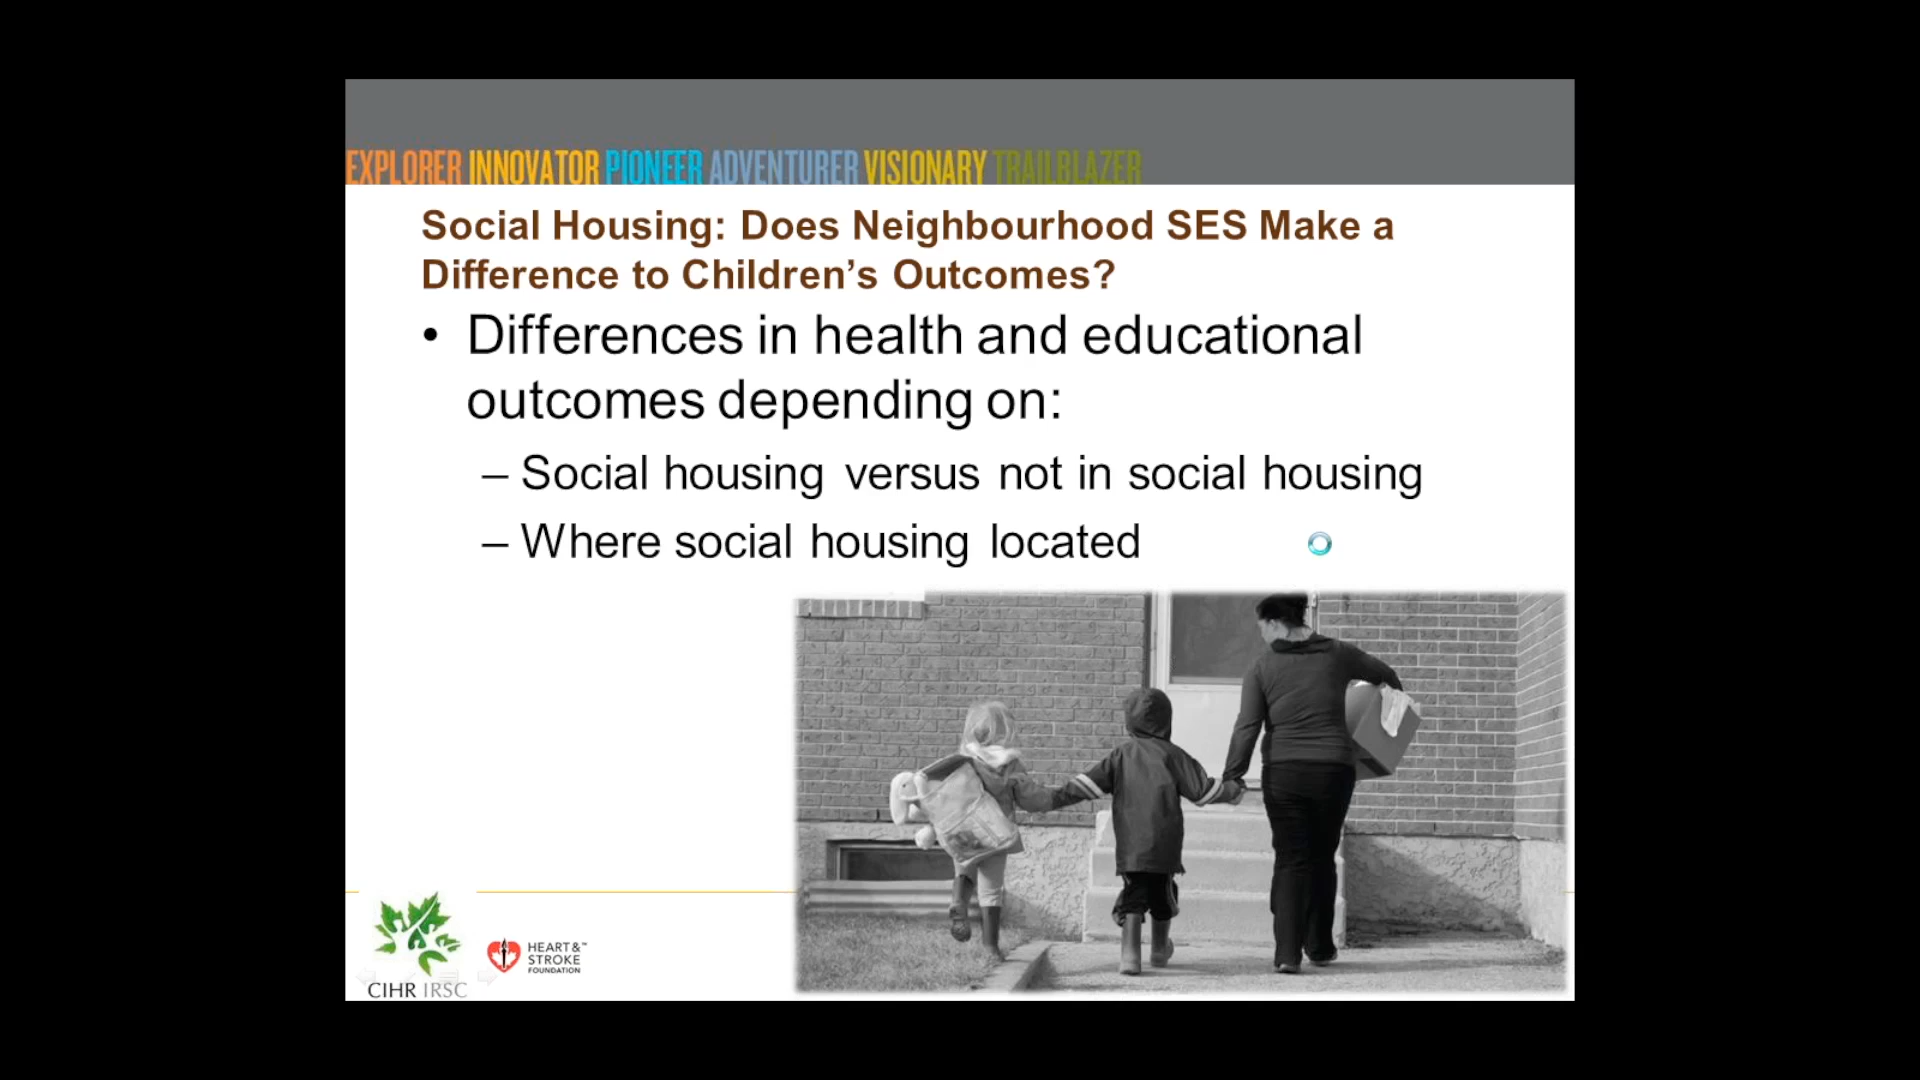 EXPLORER INNOVATOR PIONEER ADVENTURER VISIONARY TRAILBLAZER
Social Housing: Does Neighbourhood SES Make a
Difference to Children’s Outcomes?
• Differences in health and educational
outcomes depending on:
– Social housing versus not in social housing
– Where social housing located
HEART &™
STROKE
FOUNDATION
CIHR IRSC